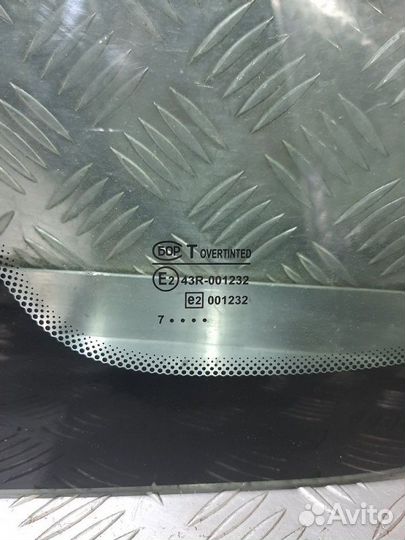 БОР T OVERTINTED
E2 43R-001232
e2 001232
7 • • • •
Avito